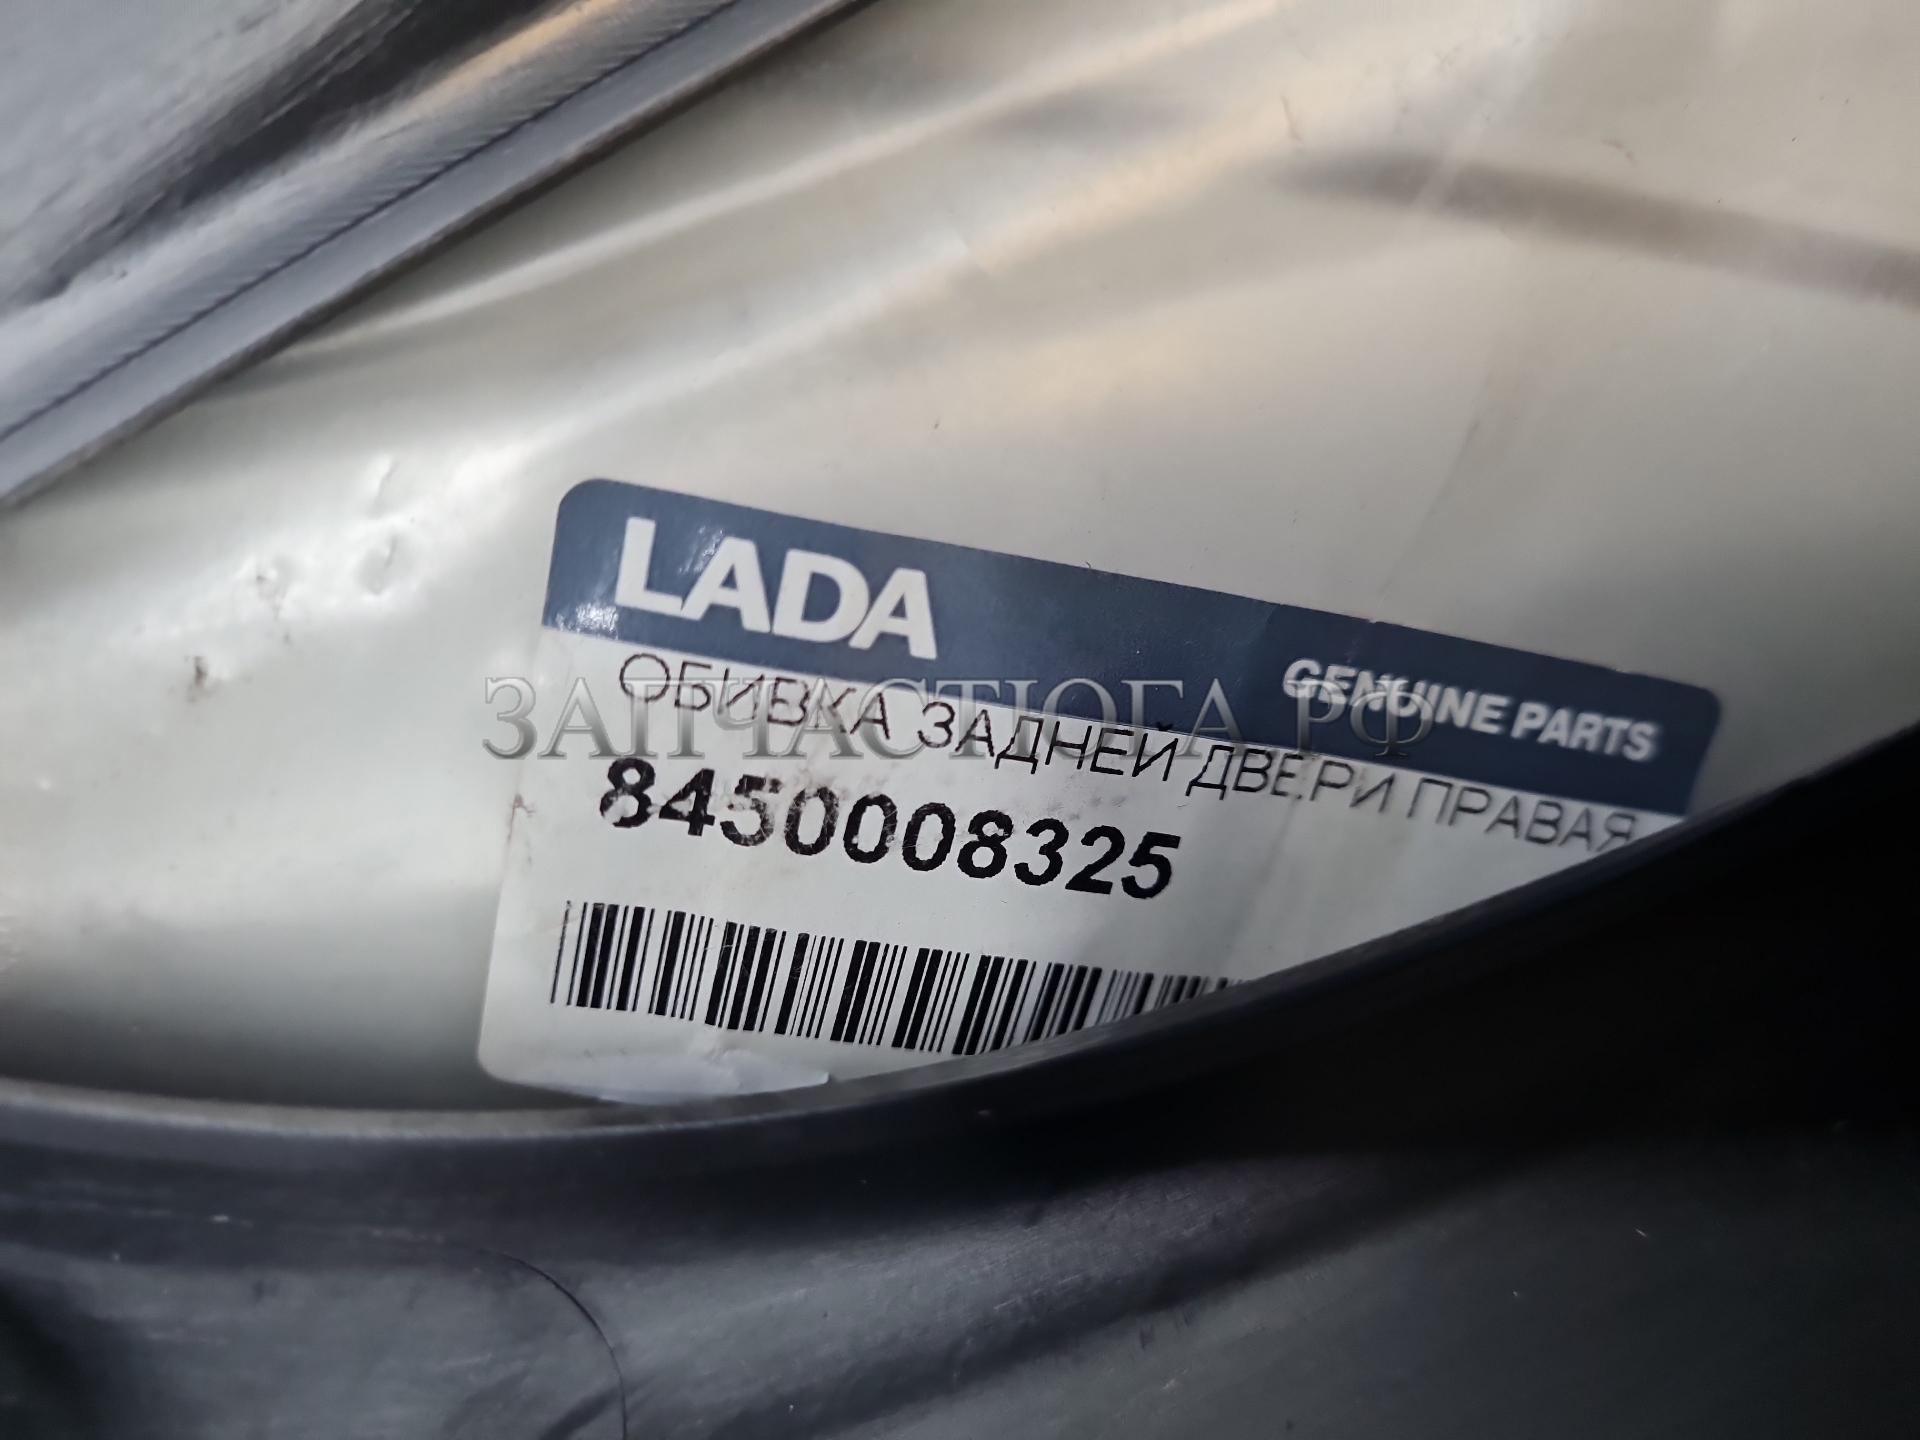 LADA
GENUINE PARTS
ОБИВКА ЗАДНЕЙ ДВЕРИ ПРАВАЯ
ЗАПЧАСТЮГА.РФ
8450008325